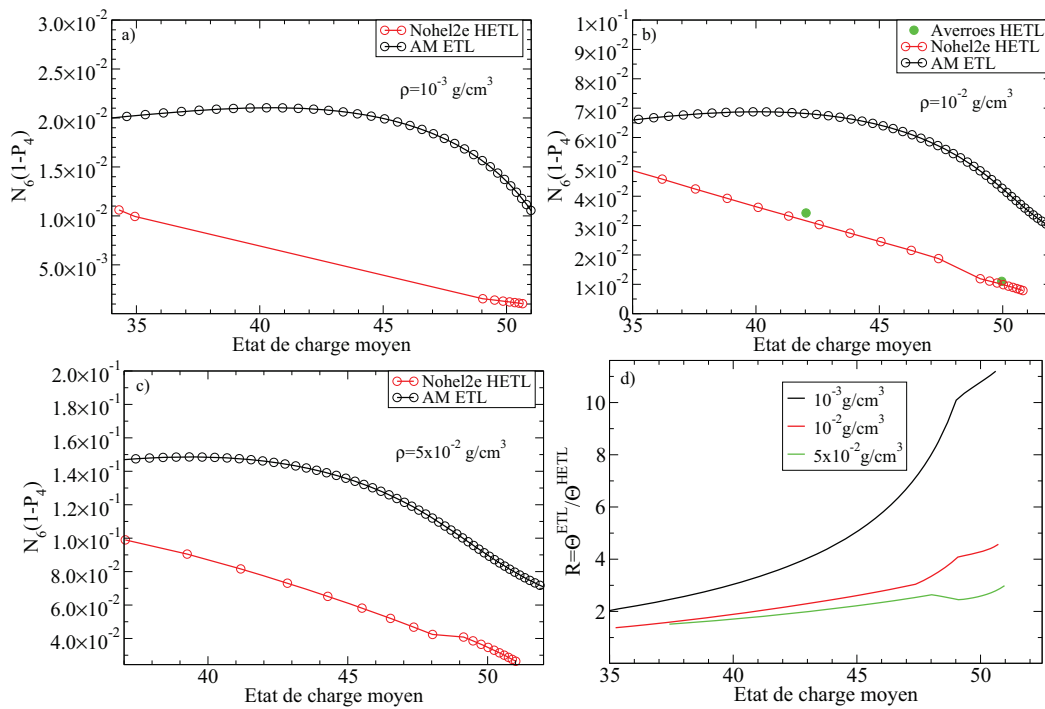 a)
Nohel2e HETL
AM ETL
ρ=10⁻³ g/cm³
N₆(1-P₄)
3.0×10⁻²
2.5×10⁻²
2.0×10⁻²
1.5×10⁻²
1.0×10⁻²
5.0×10⁻³
35 40 45 50
Etat de charge moyen
b)
Averroes HETL
Nohel2e HETL
AM ETL
ρ=10⁻² g/cm³
N₆(1-P₄)
1×10⁻¹
9×10⁻²
8×10⁻²
7×10⁻²
6×10⁻²
5×10⁻²
4×10⁻²
3×10⁻²
2×10⁻²
1×10⁻²
0
35 40 45 50
Etat de charge moyen
c)
Nohel2e HETL
AM ETL
ρ=5x10⁻² g/cm³
N₆(1-P₄)
2.0×10⁻¹
1.8×10⁻¹
1.6×10⁻¹
1.4×10⁻¹
1.2×10⁻¹
1.0×10⁻¹
8.0×10⁻²
6.0×10⁻²
4.0×10⁻²
40 45 50
Etat de charge moyen
d)
10⁻³g/cm³
10⁻²g/cm³
5x10⁻²g/cm³
R=Θᴱᵀᴸ/Θᴴᴱᵀᴸ
10
8
6
4
2
0
35 40 45 50
Etat de charge moyen